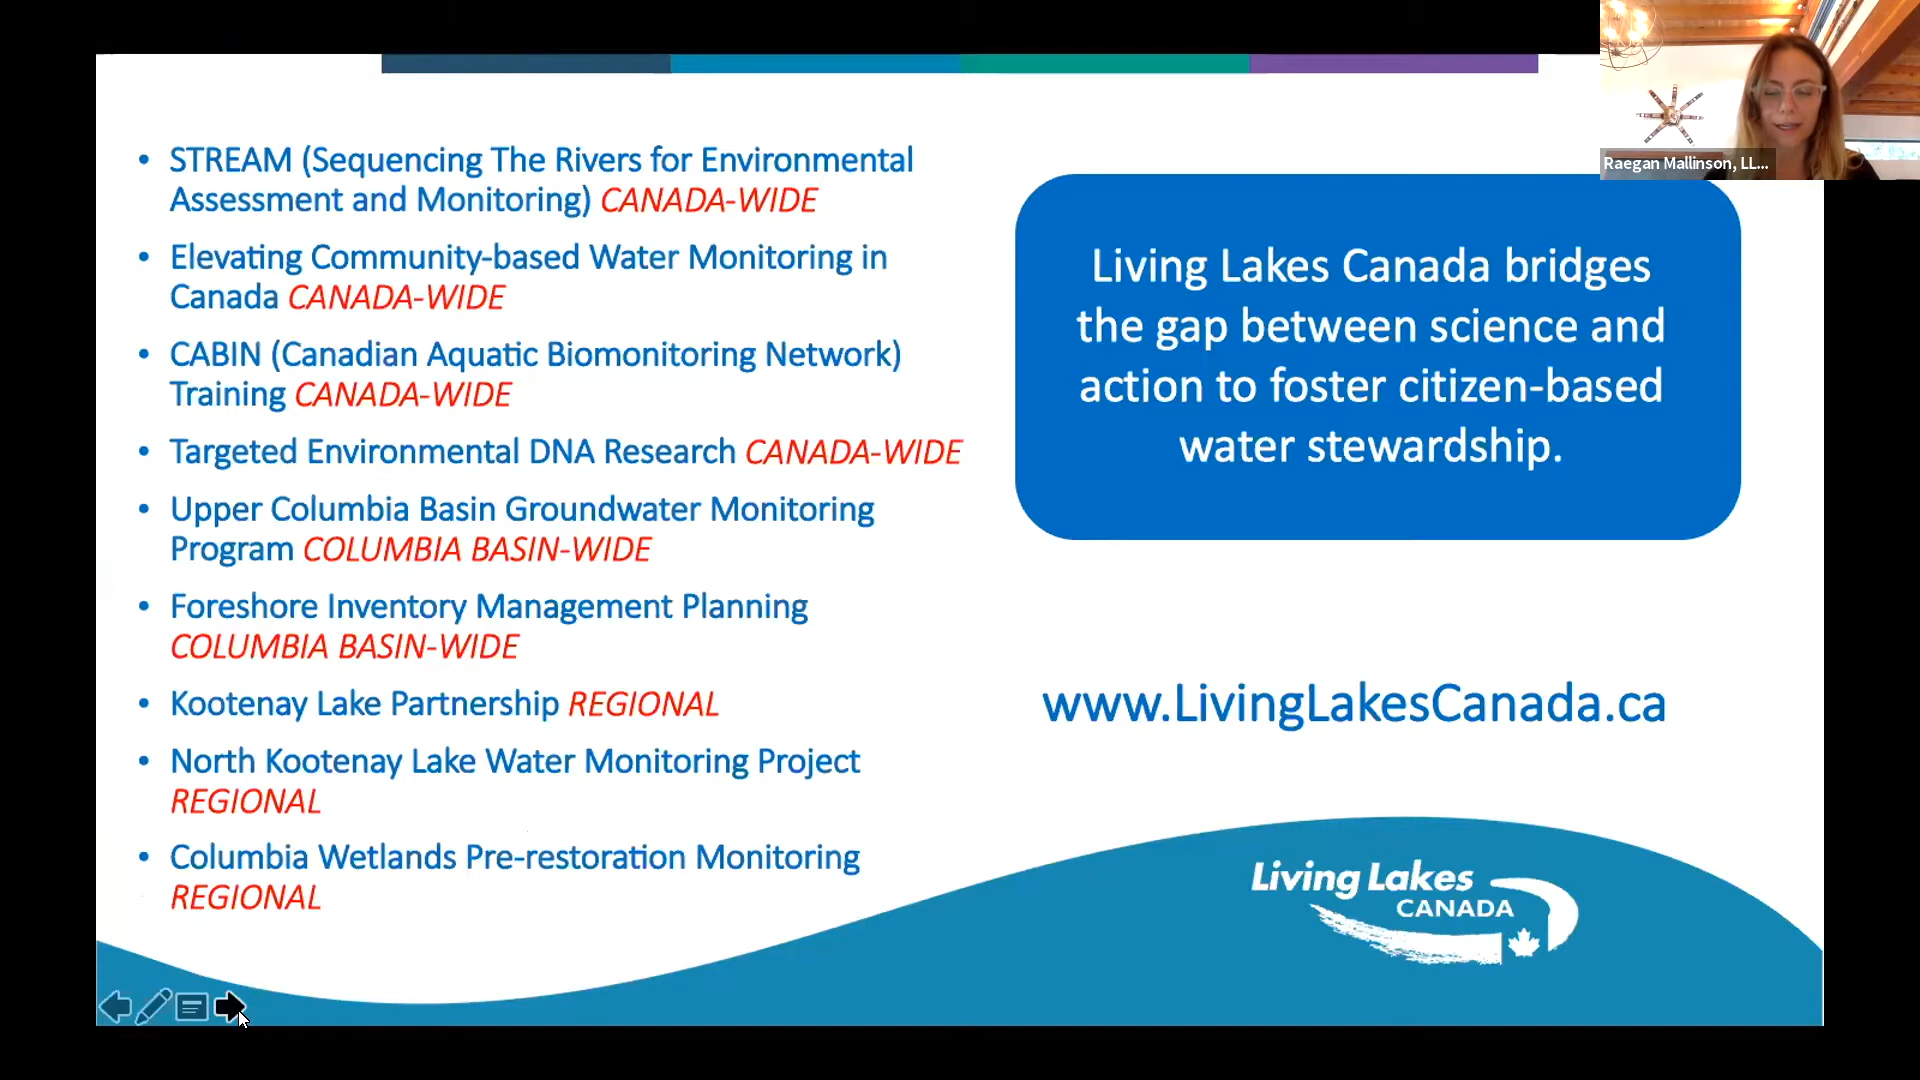 • STREAM (Sequencing The Rivers for Environmental
Assessment and Monitoring) CANADA-WIDE
• Elevating Community-based Water Monitoring in
Canada CANADA-WIDE
• CABIN (Canadian Aquatic Biomonitoring Network)
Training CANADA-WIDE
• Targeted Environmental DNA Research CANADA-WIDE
• Upper Columbia Basin Groundwater Monitoring
Program COLUMBIA BASIN-WIDE
• Foreshore Inventory Management Planning
COLUMBIA BASIN-WIDE
• Kootenay Lake Partnership REGIONAL
• North Kootenay Lake Water Monitoring Project
REGIONAL
• Columbia Wetlands Pre-restoration Monitoring
REGIONAL
Raegan Mallinson, LL...
Living Lakes Canada bridges
the gap between science and
action to foster citizen-based
water stewardship.
www.LivingLakesCanada.ca
Living Lakes
CANADA